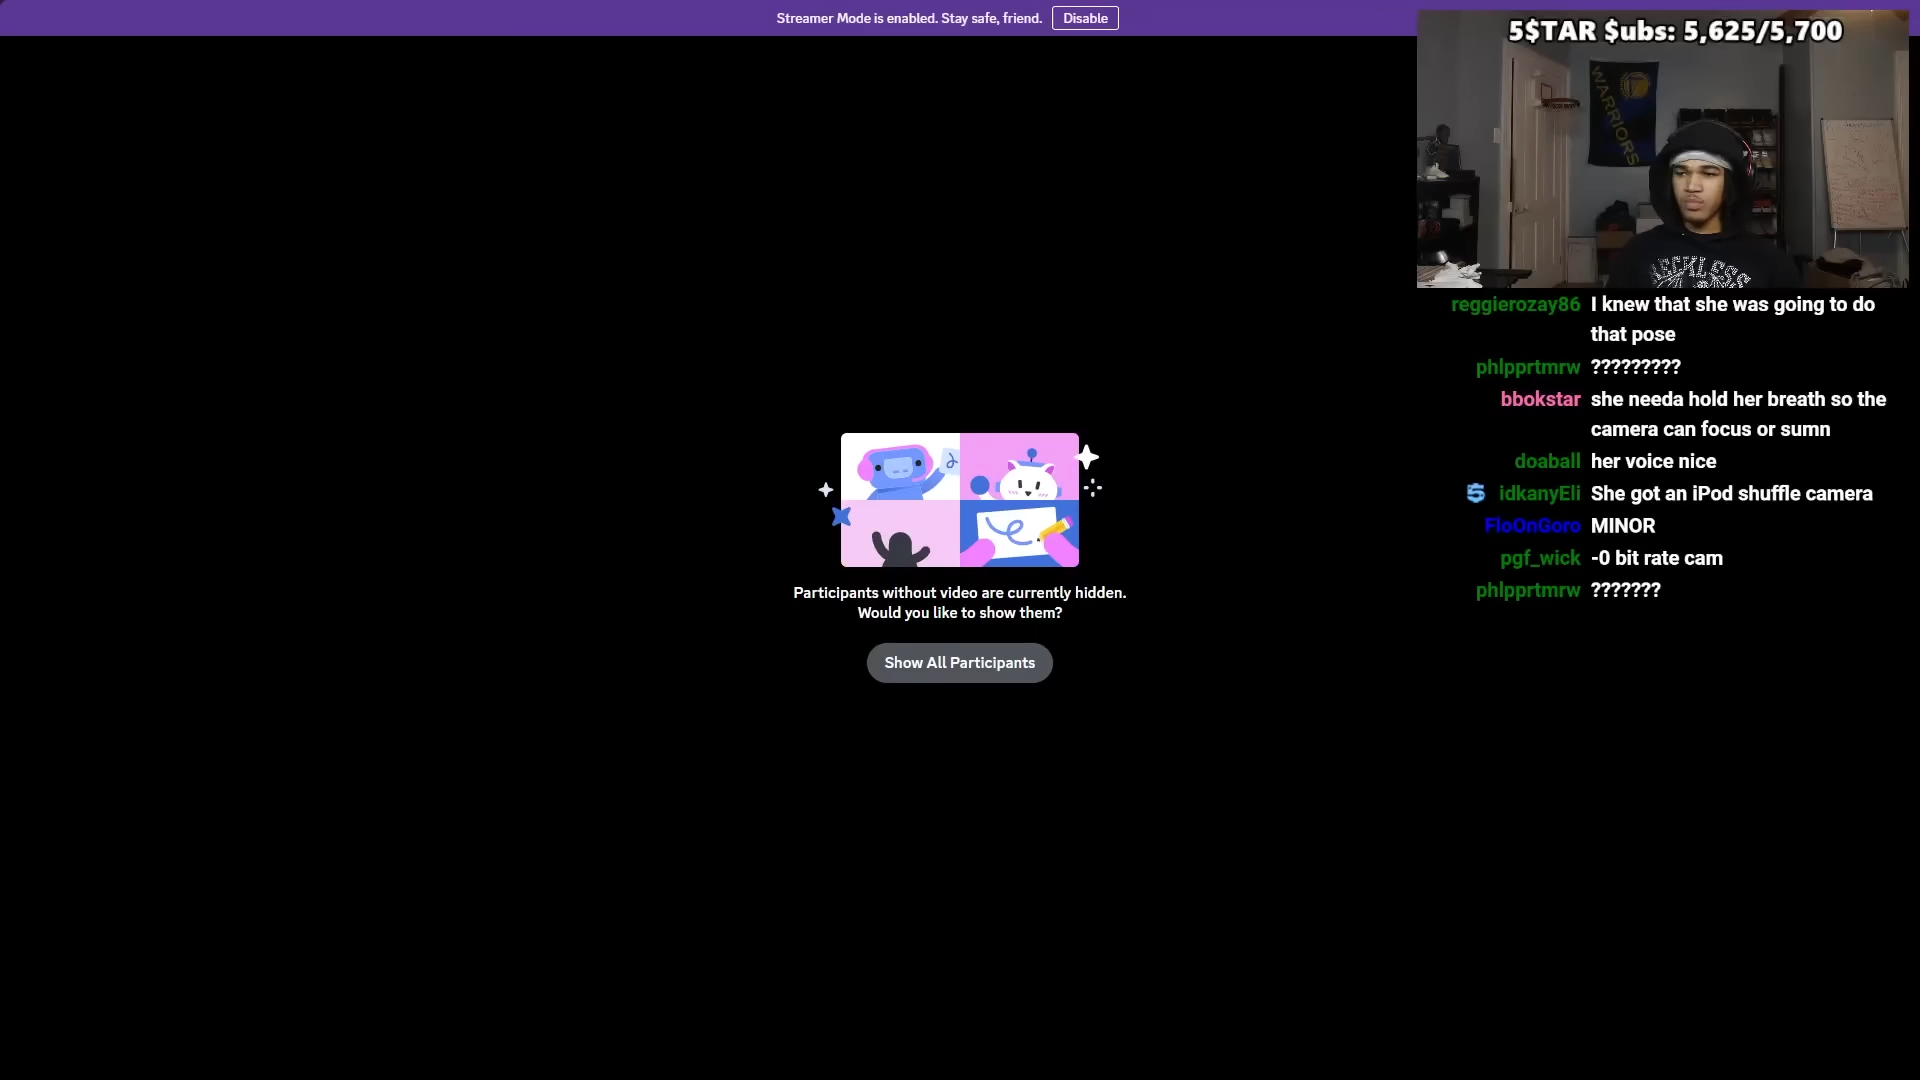 Streamer Mode is enabled. Stay safe, friend. Disable
5$TAR $ubs: 5,625/5,700
WARRIORS
RECKLESS
reggierozay86 I knew that she was going to do
that pose
phlpprtmrw ?????????
bbokstar she needa hold her breath so the
camera can focus or sumn
doaball her voice nice
idkanyEli She got an iPod shuffle camera
FloOnGoro MINOR
pgf_wick -0 bit rate cam
phlpprtmrw ???????
Participants without video are currently hidden.
Would you like to show them?
Show All Participants